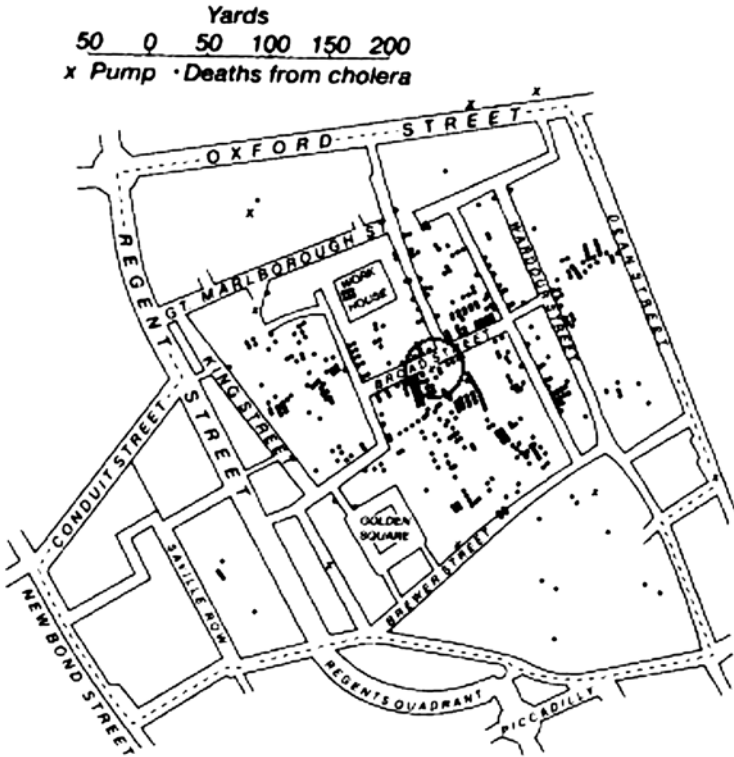 Yards
50 0 50 100 150 200
x Pump · Deaths from cholera
OXFORD STREET
REGENT STREET
GT. MARLBOROUGH S
WORK
HOUSE
WARDOUR STREET
DEAN STREET
BROAD STREET
KING STREET
CONDUIT STREET
GOLDEN
SQUARE
SAVILLE ROW
BREWER STREET
NEW BOND STREET
REGENTS QUADRANT
PICCADILLY